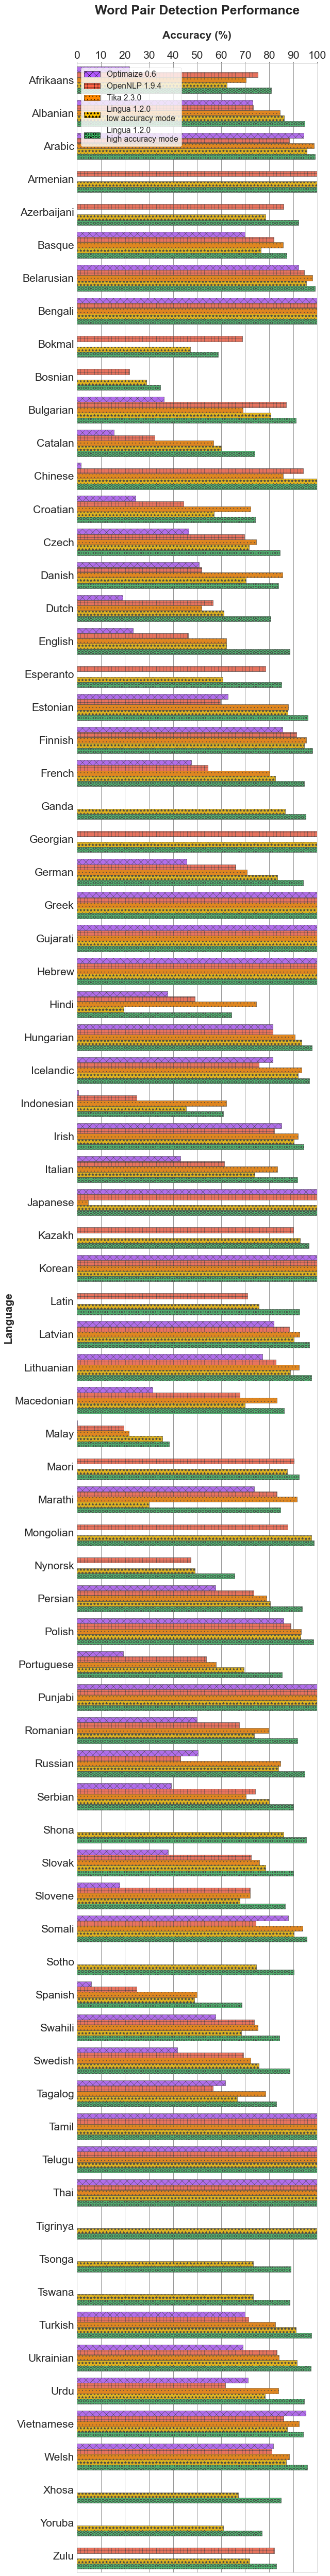 Word Pair Detection Performance
Accuracy (%)
0 10 20 30 40 50 60 70 80 90 100
Optimaize 0.6
OpenNLP 1.9.4
Tika 2.3.0
Lingua 1.2.0
low accuracy mode
Lingua 1.2.0
high accuracy mode
Language
Afrikaans
Albanian
Arabic
Armenian
Azerbaijani
Basque
Belarusian
Bengali
Bokmal
Bosnian
Bulgarian
Catalan
Chinese
Croatian
Czech
Danish
Dutch
English
Esperanto
Estonian
Finnish
French
Ganda
Georgian
German
Greek
Gujarati
Hebrew
Hindi
Hungarian
Icelandic
Indonesian
Irish
Italian
Japanese
Kazakh
Korean
Latin
Latvian
Lithuanian
Macedonian
Malay
Maori
Marathi
Mongolian
Nynorsk
Persian
Polish
Portuguese
Punjabi
Romanian
Russian
Serbian
Shona
Slovak
Slovene
Somali
Sotho
Spanish
Swahili
Swedish
Tagalog
Tamil
Telugu
Thai
Tigrinya
Tsonga
Tswana
Turkish
Ukrainian
Urdu
Vietnamese
Welsh
Xhosa
Yoruba
Zulu